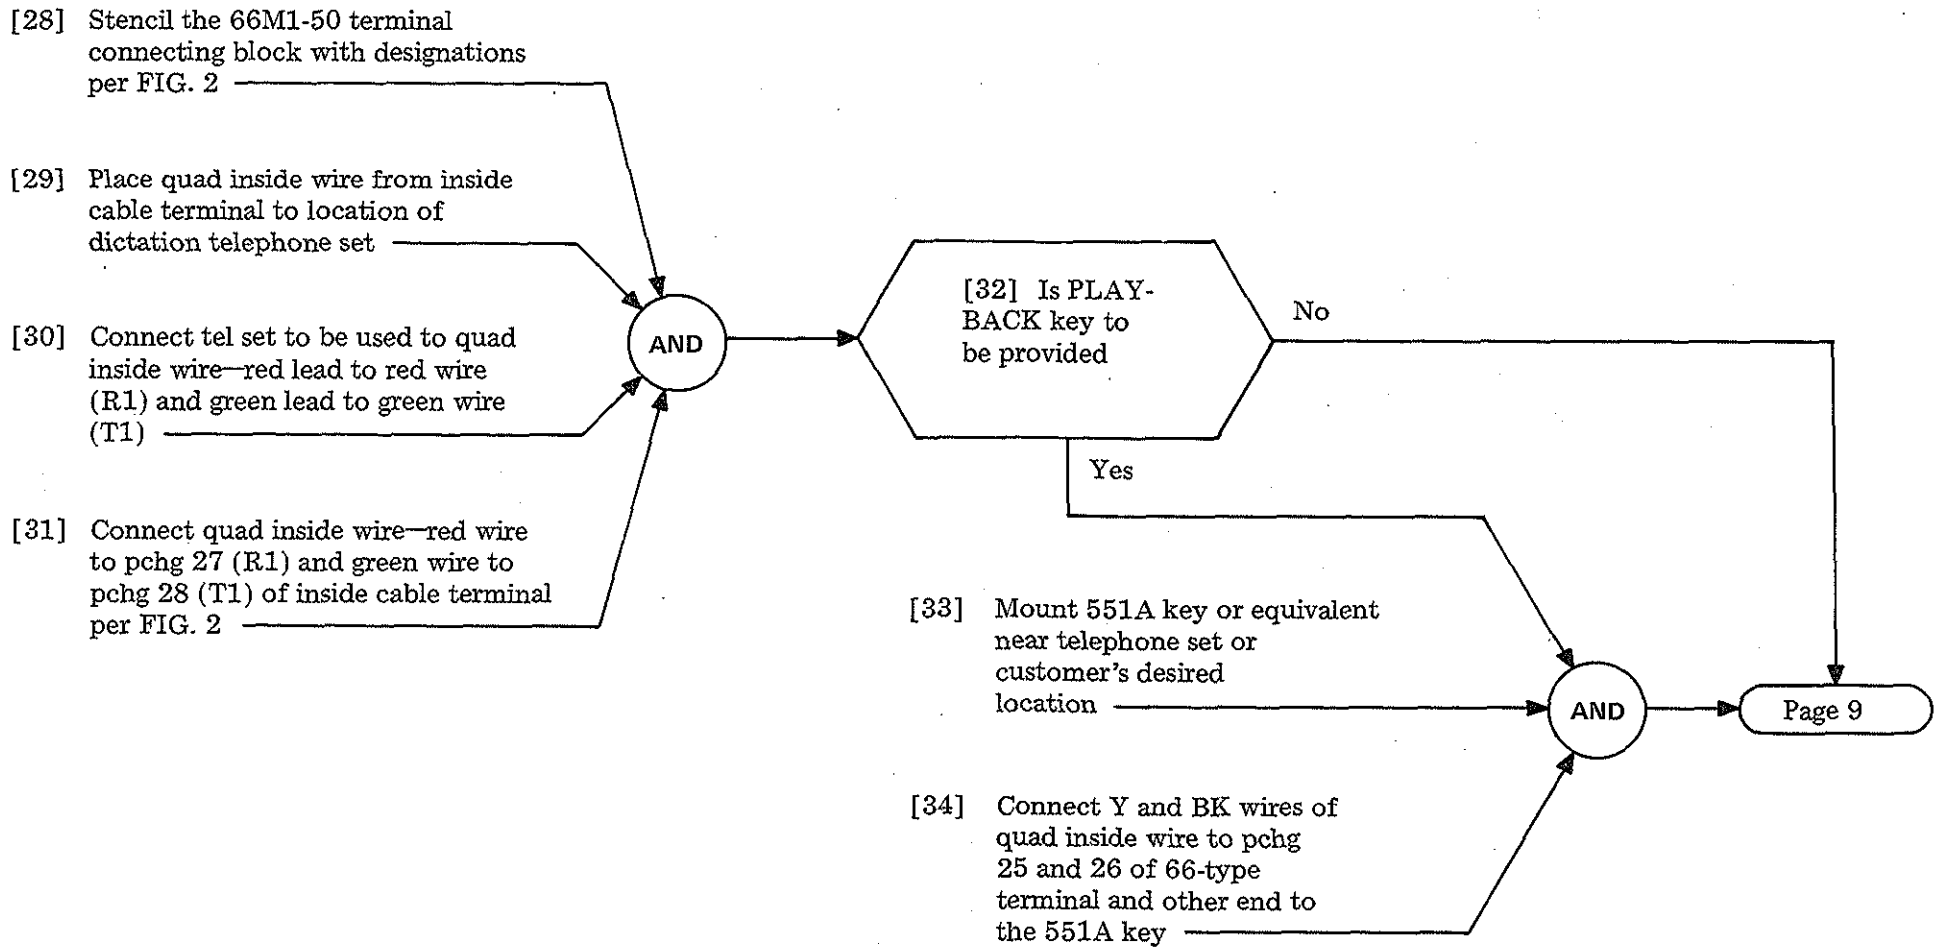 [28] Stencil the 66M1-50 terminal
connecting block with designations
per FIG. 2
[29] Place quad inside wire from inside
cable terminal to location of
dictation telephone set
[30] Connect tel set to be used to quad
inside wire—red lead to red wire
(R1) and green lead to green wire
(T1)
[31] Connect quad inside wire—red wire
to pchg 27 (R1) and green wire to
pchg 28 (T1) of inside cable terminal
per FIG. 2
AND
[32] Is PLAY-
BACK key to
be provided
No
Yes
[33] Mount 551A key or equivalent
near telephone set or
customer's desired
location
[34] Connect Y and BK wires of
quad inside wire to pchg
25 and 26 of 66-type
terminal and other end to
the 551A key
AND
Page 9